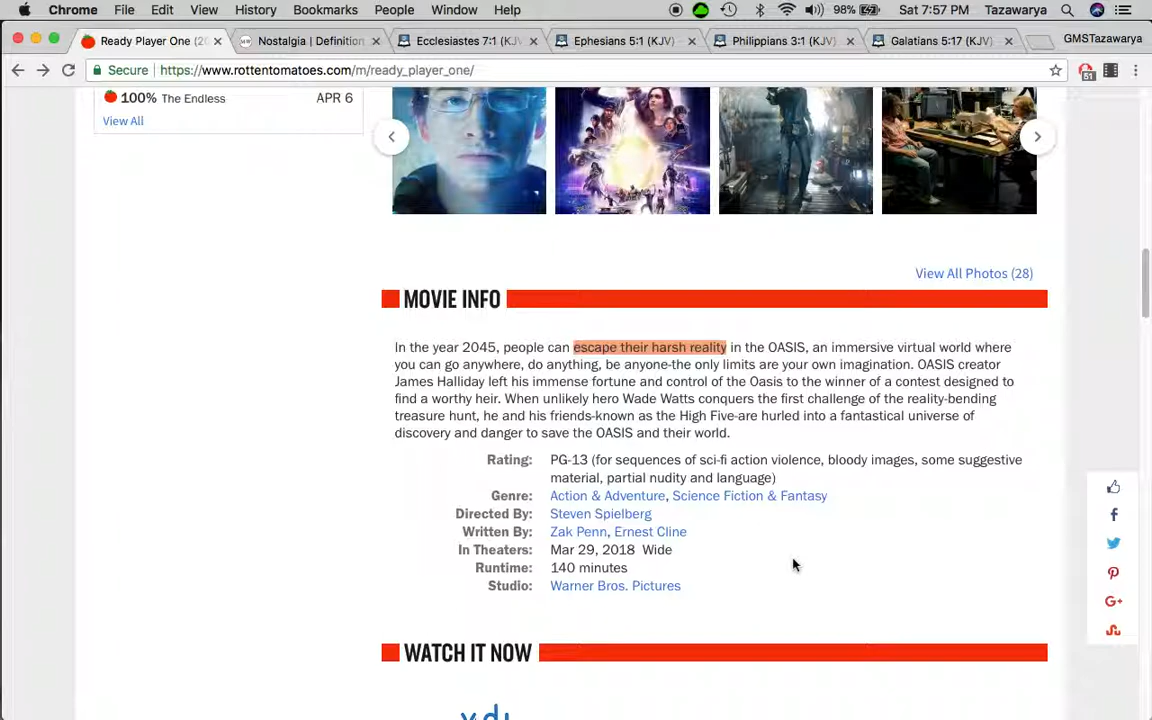 Chrome File Edit View History Bookmarks People Window Help 98% Sat 7:57 PM Tazawarya
Ready Player One (20 Nostalgia | Definition Ecclesiastes 7:1 (KJV Ephesians 5:1 (KJV) Philippians 3:1 (KJV) Galatians 5:17 (KJV) GMSTazawarya
Secure https://www.rottentomatoes.com/m/ready_player_one/ 51
100% The Endless APR 6
View All
View All Photos (28)
MOVIE INFO
In the year 2045, people can escape their harsh reality in the OASIS, an immersive virtual world where
you can go anywhere, do anything, be anyone-the only limits are your own imagination. OASIS creator
James Halliday left his immense fortune and control of the Oasis to the winner of a contest designed to
find a worthy heir. When unlikely hero Wade Watts conquers the first challenge of the reality-bending
treasure hunt, he and his friends-known as the High Five-are hurled into a fantastical universe of
discovery and danger to save the OASIS and their world.
Rating: PG-13 (for sequences of sci-fi action violence, bloody images, some suggestive
material, partial nudity and language)
Genre: Action & Adventure, Science Fiction & Fantasy
Directed By: Steven Spielberg
Written By: Zak Penn, Ernest Cline
In Theaters: Mar 29, 2018 Wide
Runtime: 140 minutes
Studio: Warner Bros. Pictures
WATCH IT NOW